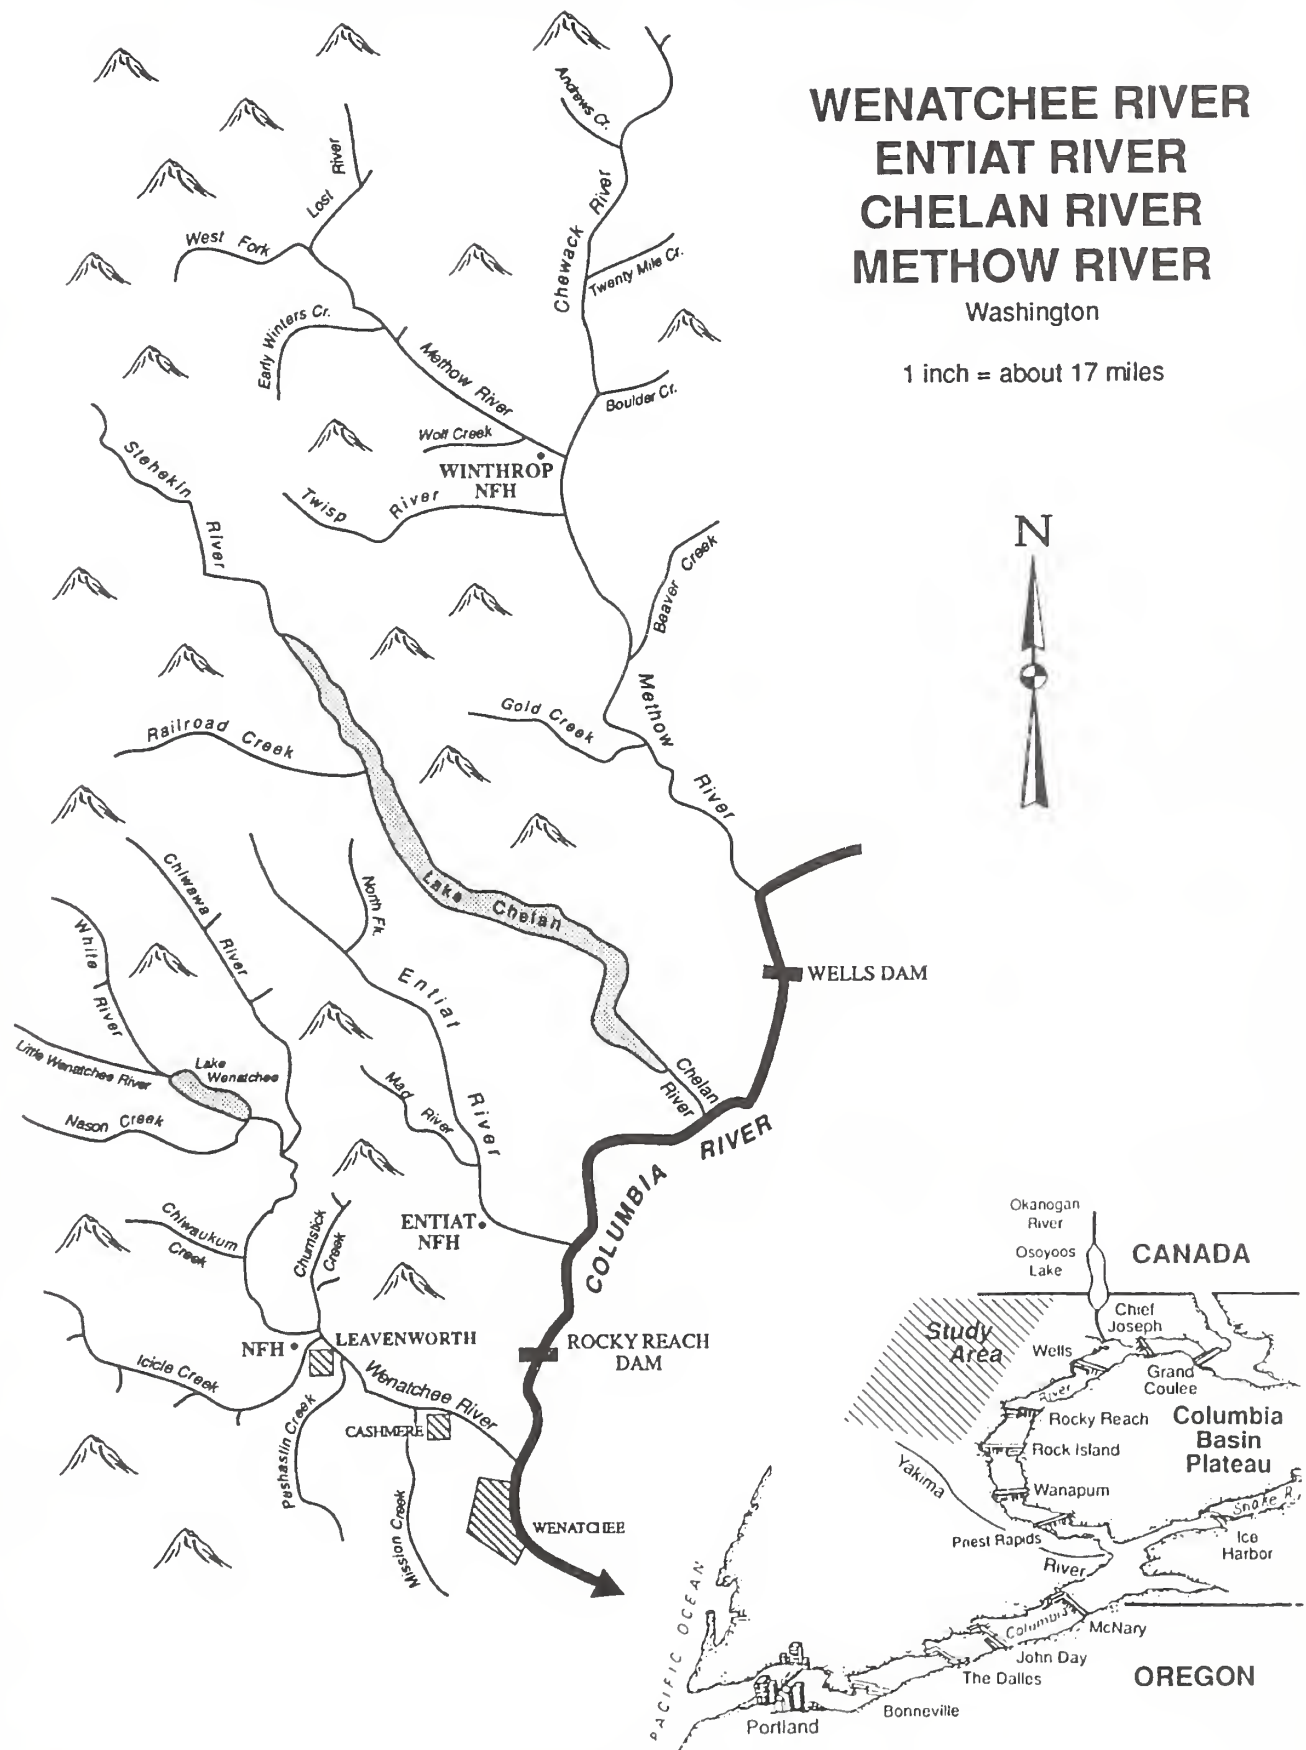 WENATCHEE RIVER
ENTIAT RIVER
CHELAN RIVER
METHOW RIVER
Washington
1 inch = about 17 miles
N
Andrews Cr.
Lost River
West Fork
Chewack River
Twenty Mile Cr.
Early Winters Cr.
Methow River
Boulder Cr.
Wolf Creek
WINTHROP
NFH
Stehekin River
Twisp River
Beaver Creek
Methow River
Gold Creek
Railroad Creek
Lake Chelan
Chiwawa River
North Fk.
White River
Entiat River
WELLS DAM
Little Wenatchee River
Lake
Wenatchee
Chelan
River
Mad River
Nason Creek
COLUMBIA RIVER
Chiwaukum
Creek
Chumstick
Creek
ENTIAT
NFH
NFH
LEAVENWORTH
ROCKY REACH
DAM
Icicle Creek
Wenatchee River
Peshastin Creek
CASHMERE
Mission Creek
WENATCHEE
Okanogan
River
Osoyoos
Lake
CANADA
Study
Area
Chief
Joseph
Wells
Grand
Coulee
River
Rocky Reach
Columbia
Basin
Plateau
Rock Island
Yakima
Wanapum
Snake R.
Priest Rapids
Ice
Harbor
River
PACIFIC OCEAN
Columbia
McNary
John Day
The Dalles
OREGON
Bonneville
Portland